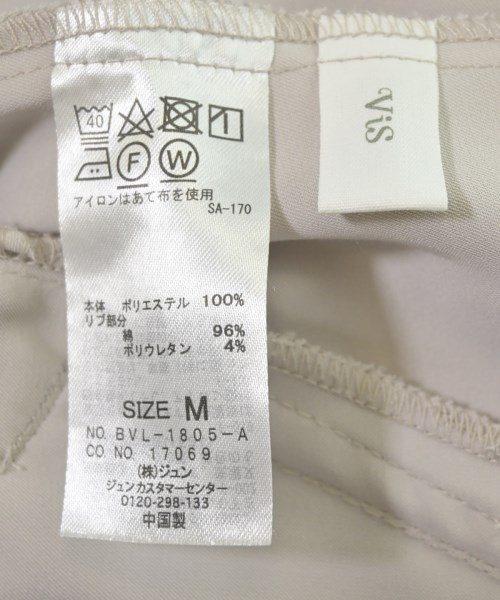 40
F W
アイロンはあて布を使用
SA-170
本体 ポリエステル 100%
リブ部分
綿 96%
ポリウレタン 4%
SIZE M
NO. BVL-1805-A
CO. NO. 17069
(株)ジュン
ジュンカスタマーセンター
0120-298-133
中国製
ViS